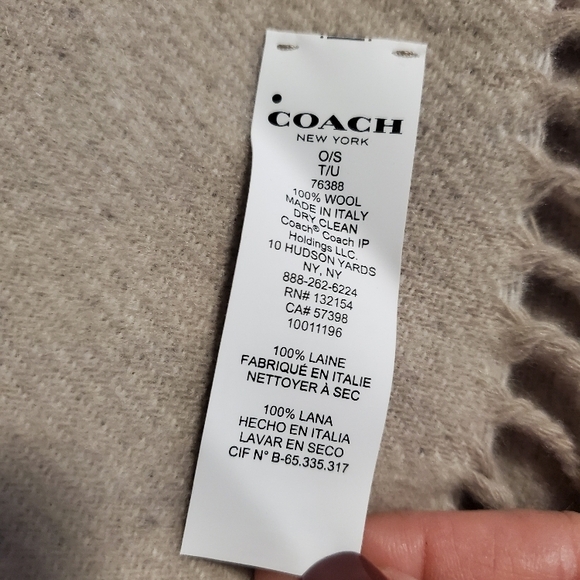 COACH
NEW YORK
O/S
T/U
76388
100% WOOL
MADE IN ITALY
DRY CLEAN
Coach® Coach IP
Holdings LLC.
10 HUDSON YARDS
NY, NY
888-262-6224
RN# 132154
CA# 57398
10011196
100% LAINE
FABRIQUÉ EN ITALIE
NETTOYER À SEC
100% LANA
HECHO EN ITALIA
LAVAR EN SECO
CIF N° B-65.335.317